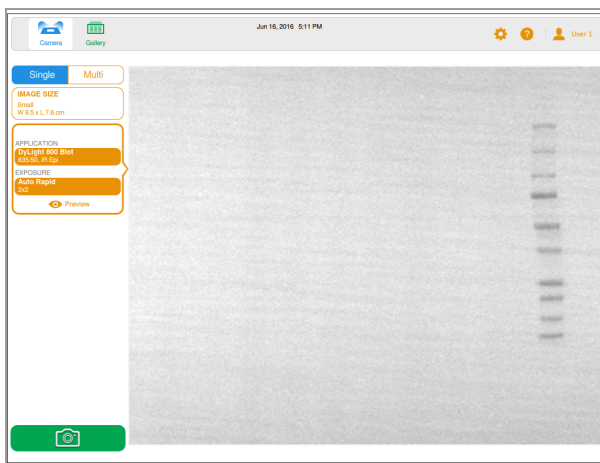 Jun 16, 2016 5:11 PM
Camera
Gallery
?
User 1
Single
Multi
IMAGE SIZE
Small
W 9.5 x L 7.6 cm
APPLICATION
DyLight 800 Blot
835/50. IR Epi
EXPOSURE
Auto Rapid
2x2
Preview